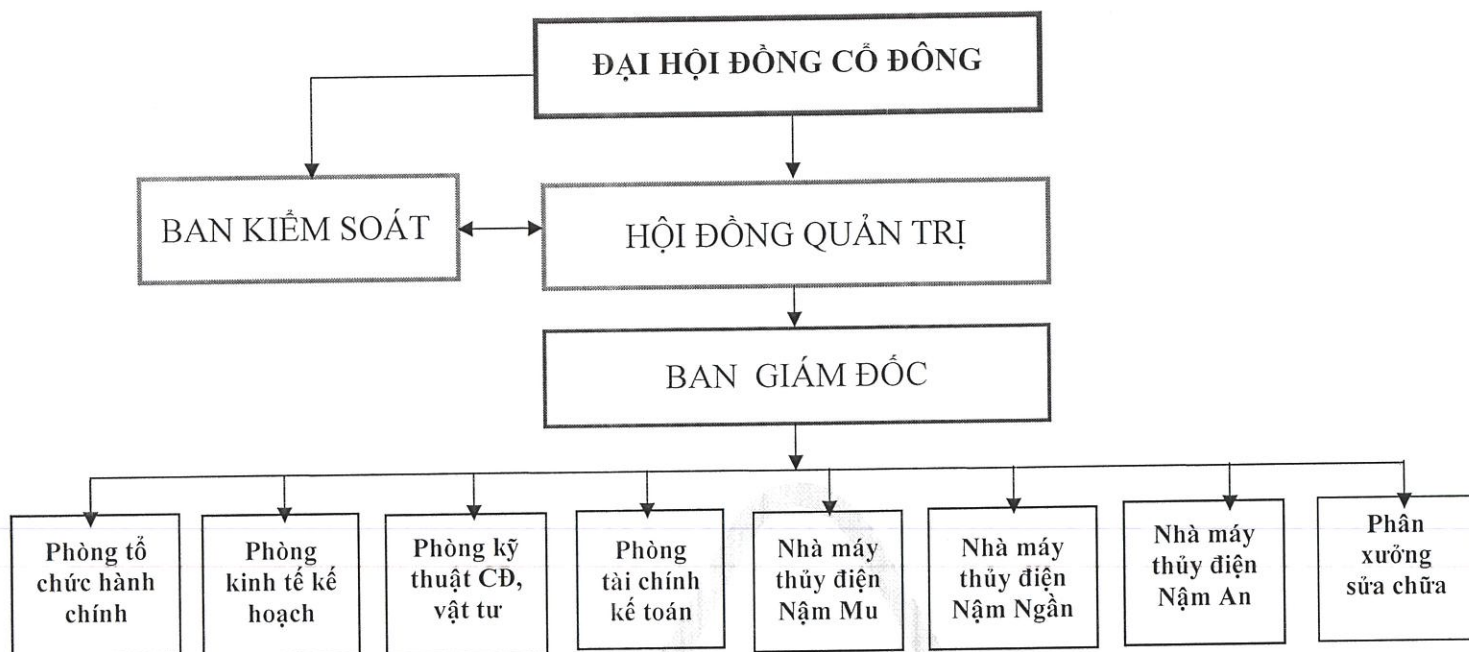 ĐẠI HỘI ĐỒNG CỔ ĐÔNG
BAN KIỂM SOÁT
HỘI ĐỒNG QUẢN TRỊ
BAN GIÁM ĐỐC
Phòng tổ
chức hành
chính
Phòng
kinh tế kế
hoạch
Phòng kỹ
thuật CĐ,
vật tư
Phòng
tài chính
kế toán
Nhà máy
thủy điện
Nậm Mu
Nhà máy
thủy điện
Nậm Ngần
Nhà máy
thủy điện
Nậm An
Phân
xưởng
sửa chữa